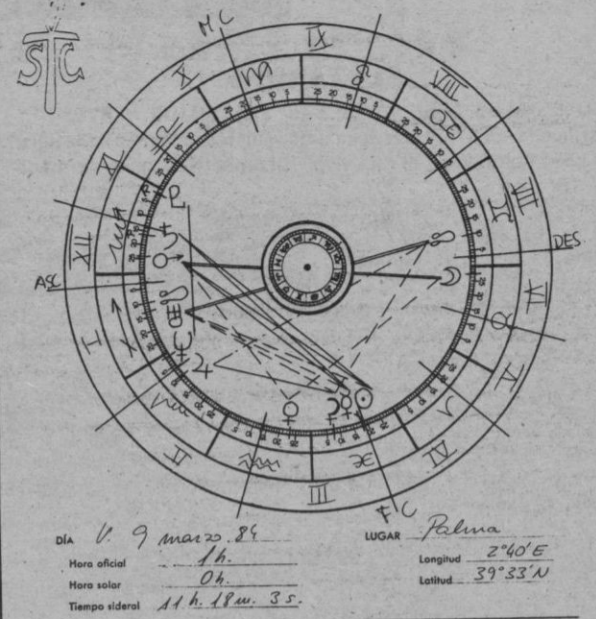 STC
MC
IX
X
VIII
XI
VII
XII
DES
ASC
VI
I
V
II
IV
III
FC
DÍA V. 9 marzo. 84
LUGAR Palma
Hora oficial 1h.
Longitud 2°40'E
Hora solar 0h.
Latitud 39°33'N
Tiempo sideral 11h. 18m. 3s.